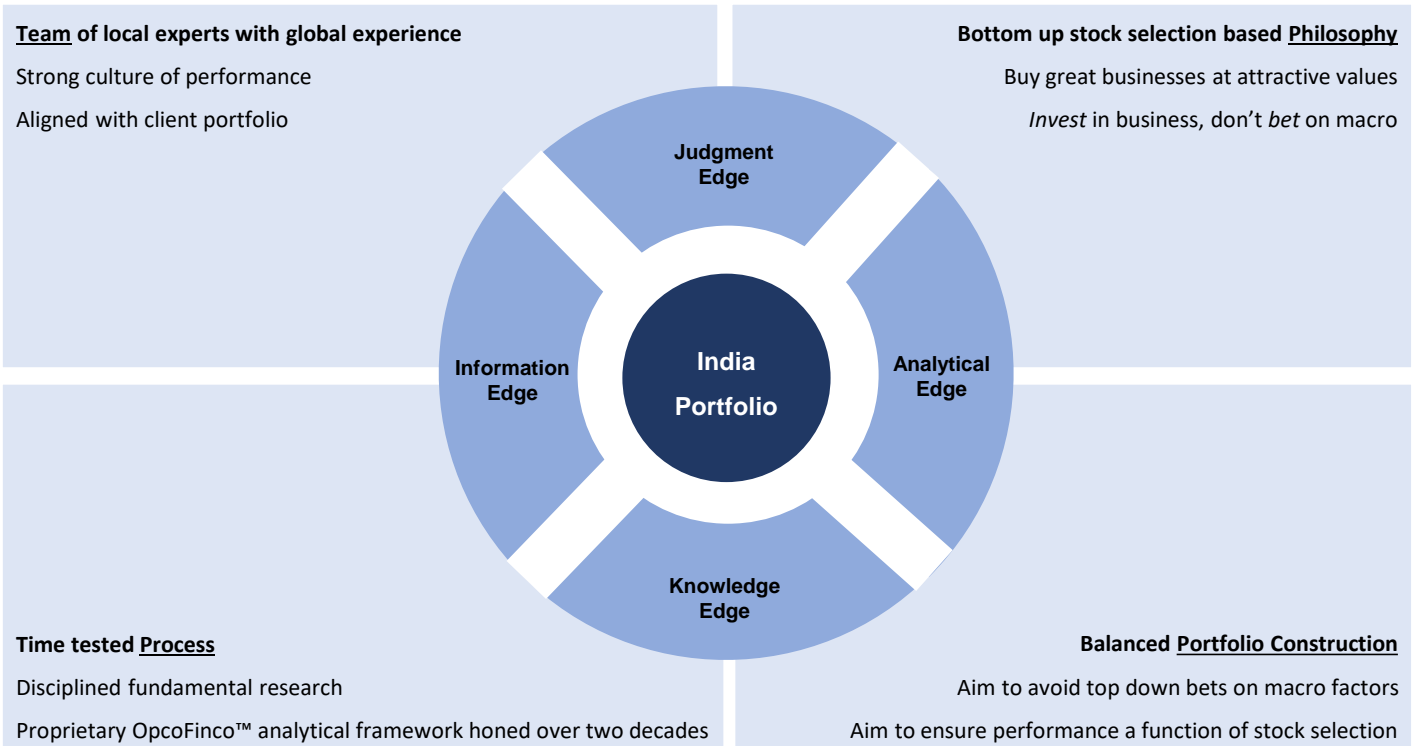 Team of local experts with global experience
Strong culture of performance
Aligned with client portfolio
Bottom up stock selection based Philosophy
Buy great businesses at attractive values
Invest in business, don’t bet on macro
Judgment
Edge
Information
Edge
India
Portfolio
Analytical
Edge
Knowledge
Edge
Time tested Process
Disciplined fundamental research
Proprietary OpcoFinco™ analytical framework honed over two decades
Balanced Portfolio Construction
Aim to avoid top down bets on macro factors
Aim to ensure performance a function of stock selection